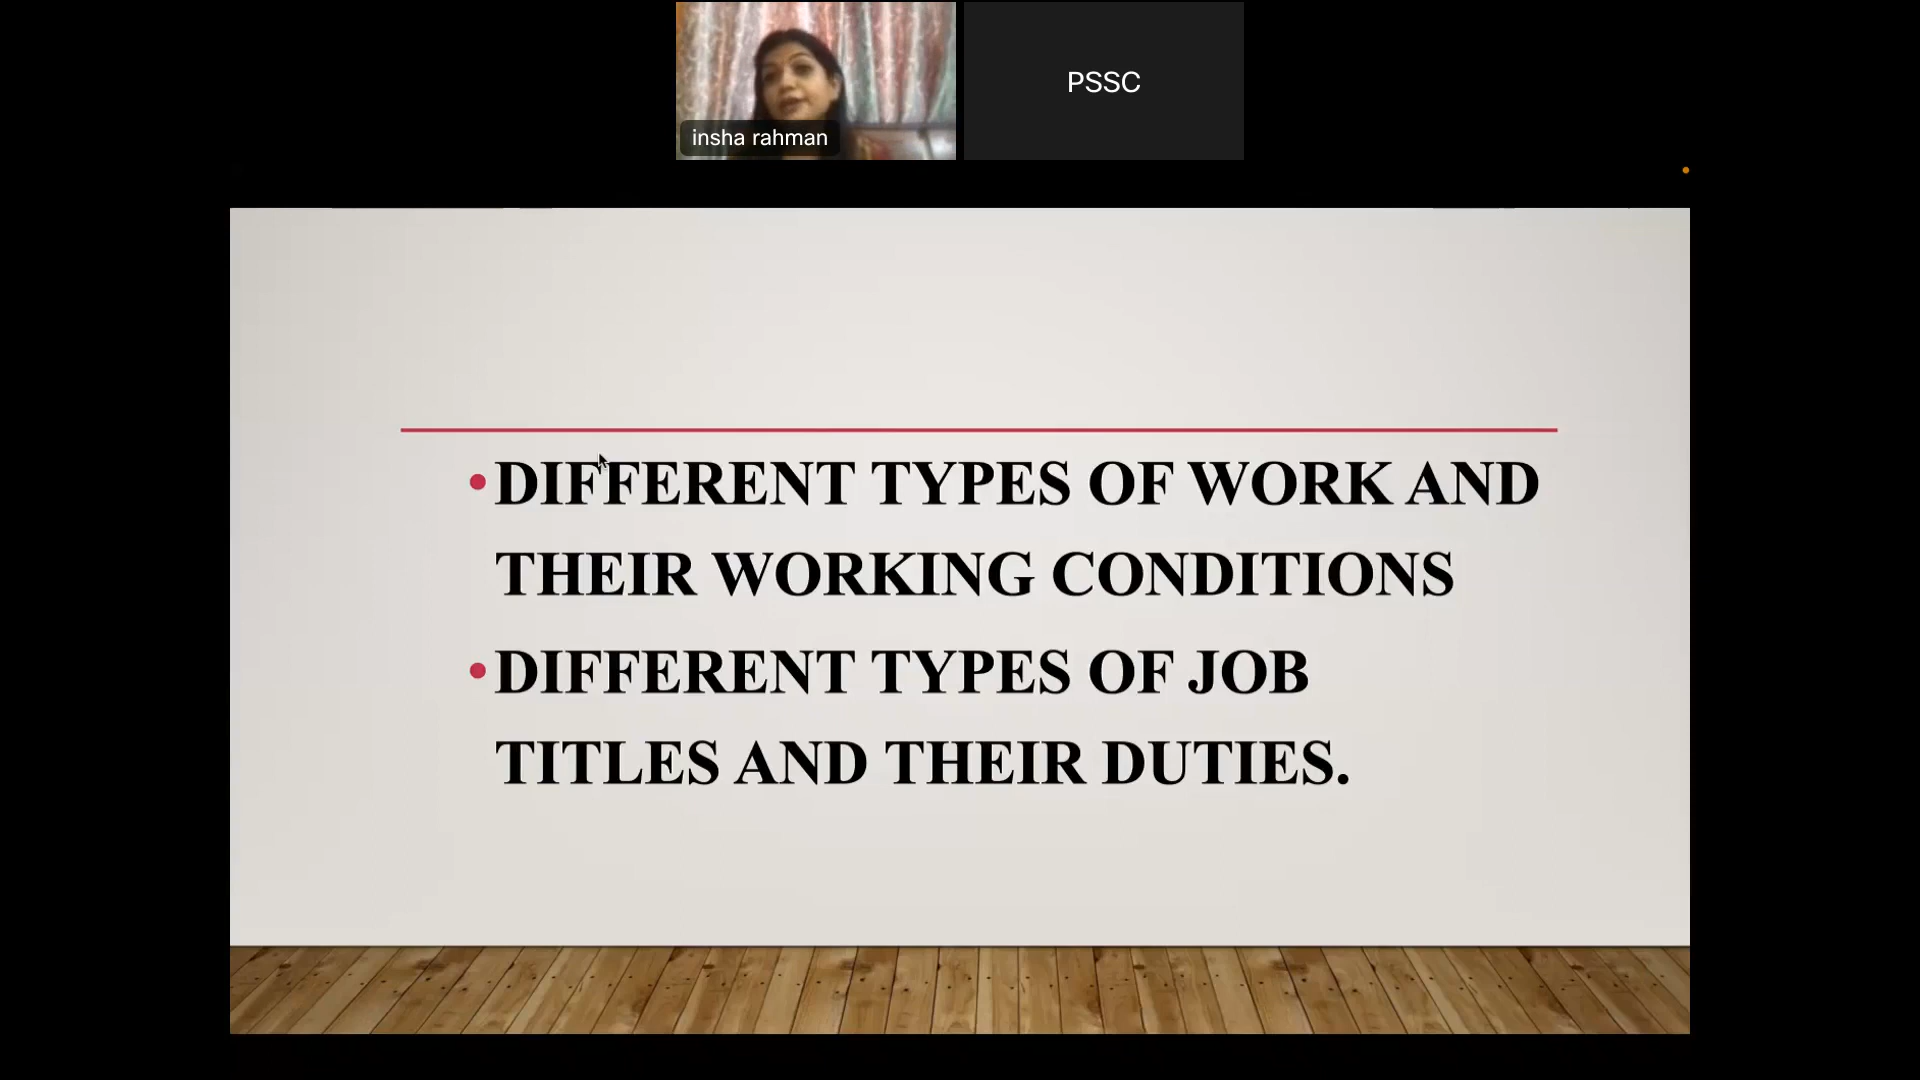 insha rahman
PSSC
•DIFFERENT TYPES OF WORK AND
THEIR WORKING CONDITIONS
•DIFFERENT TYPES OF JOB
TITLES AND THEIR DUTIES.